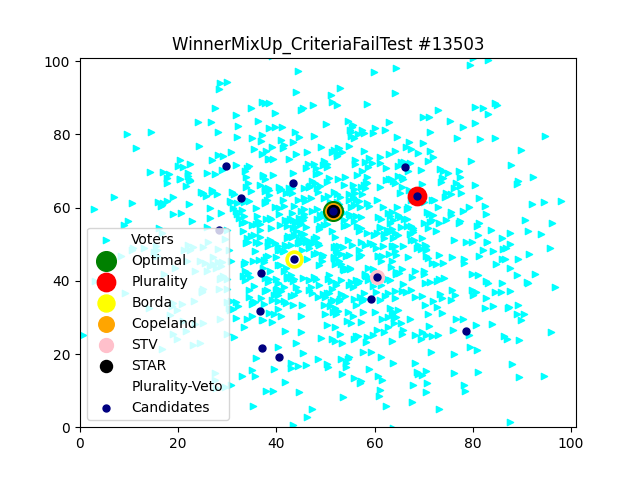 WinnerMixUp_CriteriaFailTest #13503
100
80
60
40
20
0
0 20 40 60 80 100
Voters
Optimal
Plurality
Borda
Copeland
STV
STAR
Plurality-Veto
Candidates